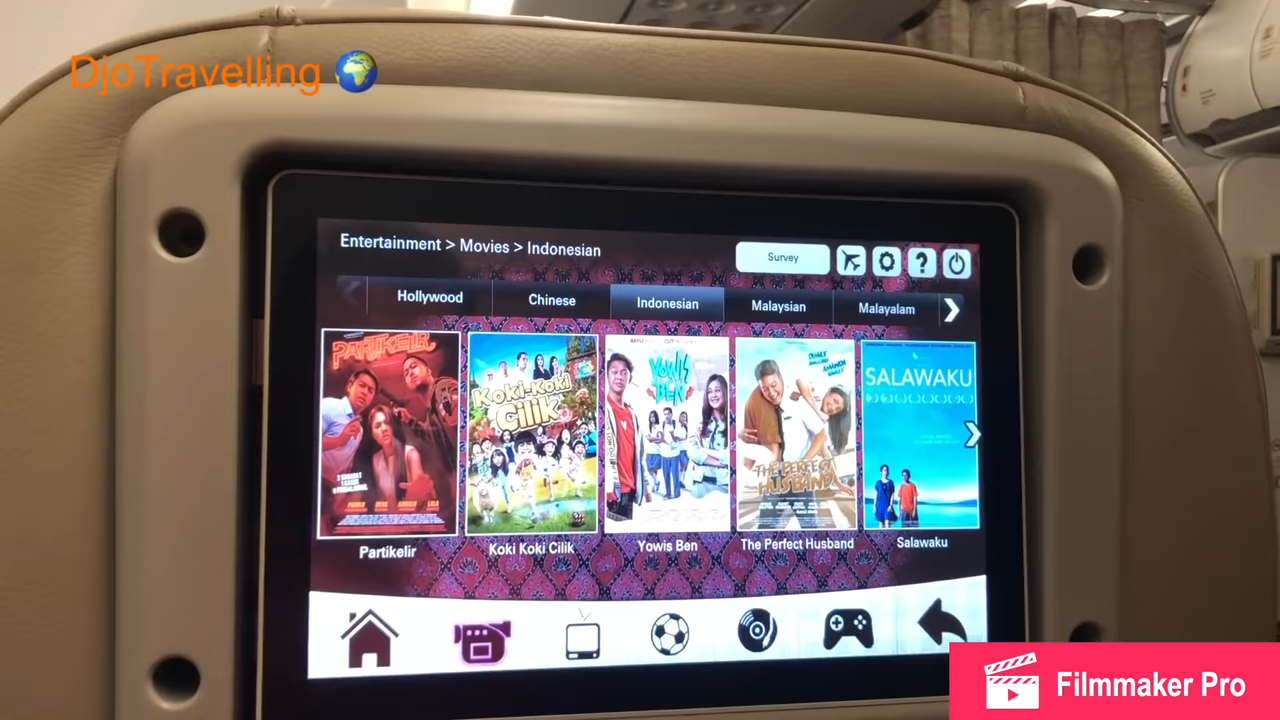 DjoTravelling
Entertainment > Movies > Indonesian
Survey
?
Hollywood
Chinese
Indonesian
Malaysian
Malayalam
PARTIKELIR
KOKI-KOKI
CILIK
YOWIS
BEN
THE PERFECT
HUSBAND
SALAWAKU
Partikelir
Koki Koki Cilik
Yowis Ben
The Perfect Husband
Salawaku
Filmmaker Pro